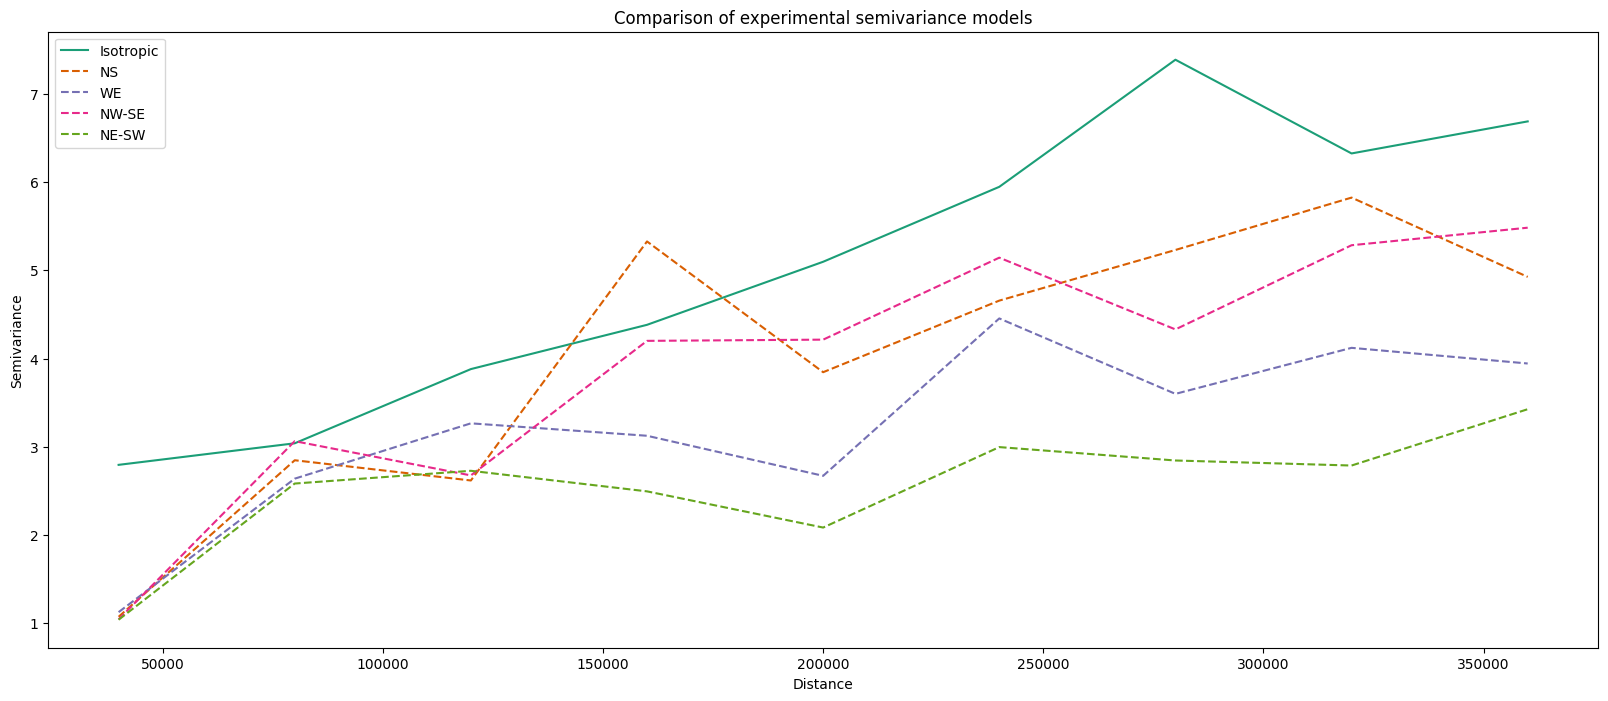 Comparison of experimental semivariance models
Isotropic
NS
WE
NW-SE
NE-SW
7
6
5
4
3
2
1
Semivariance
50000
100000
150000
200000
250000
300000
350000
Distance